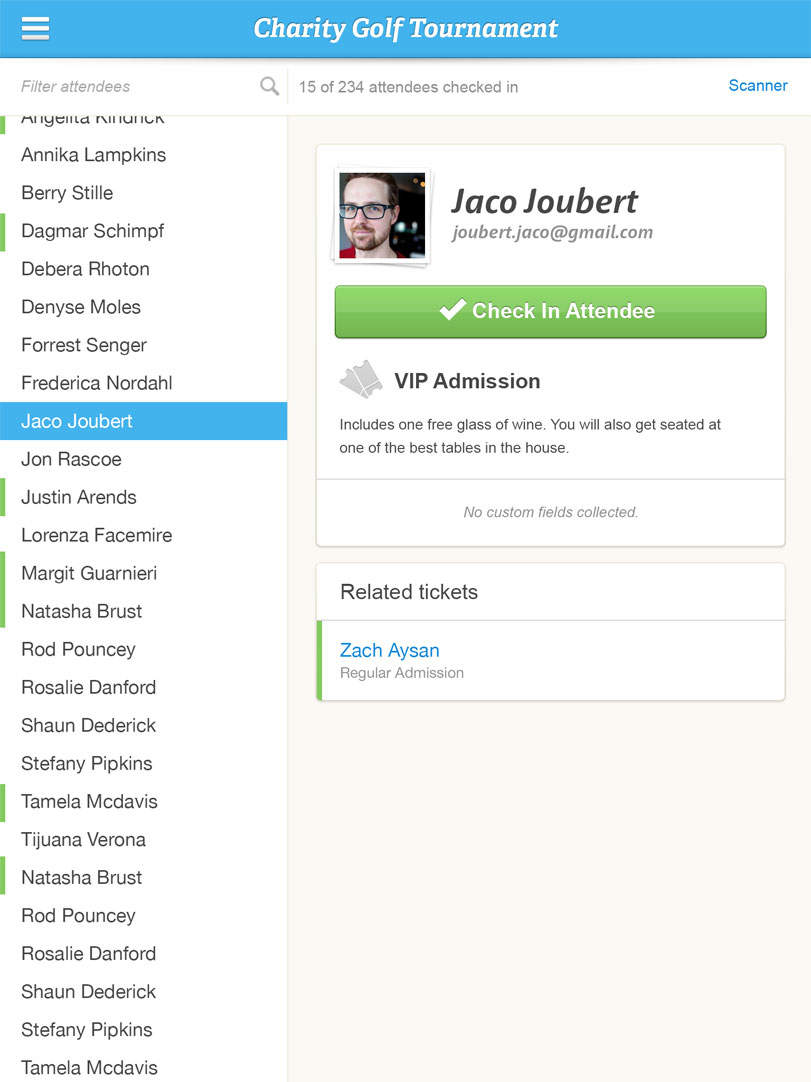 Charity Golf Tournament
Filter attendees
15 of 234 attendees checked in
Scanner
Angelita Kindrick
Annika Lampkins
Berry Stille
Dagmar Schimpf
Debera Rhoton
Denyse Moles
Forrest Senger
Frederica Nordahl
Jaco Joubert
Jon Rascoe
Justin Arends
Lorenza Facemire
Margit Guarnieri
Natasha Brust
Rod Pouncey
Rosalie Danford
Shaun Dederick
Stefany Pipkins
Tamela Mcdavis
Tijuana Verona
Natasha Brust
Rod Pouncey
Rosalie Danford
Shaun Dederick
Stefany Pipkins
Tamela Mcdavis
Jaco Joubert
joubert.jaco@gmail.com
Check In Attendee
VIP Admission
Includes one free glass of wine. You will also get seated at
one of the best tables in the house.
No custom fields collected.
Related tickets
Zach Aysan
Regular Admission